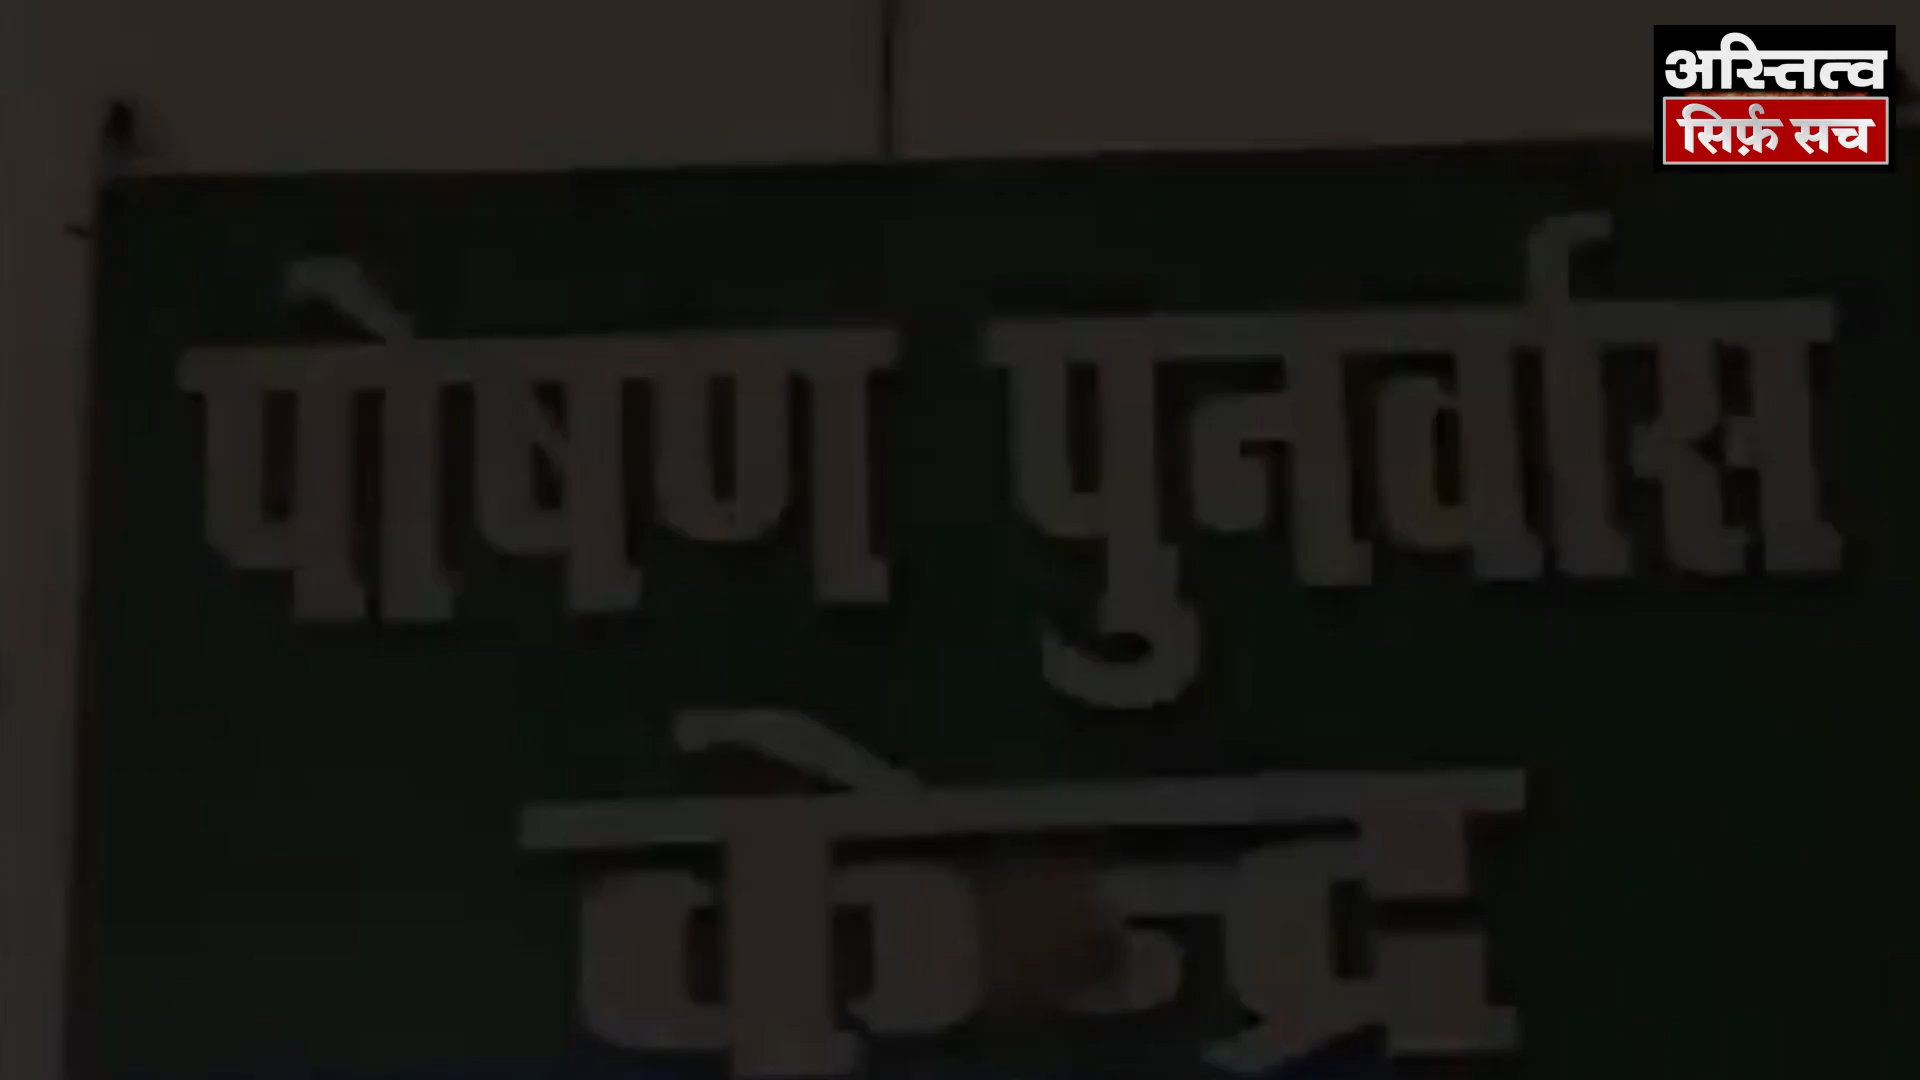 अस्तित्व
सिर्फ़ सच
पोषण पुनर्वास
केन्द्र